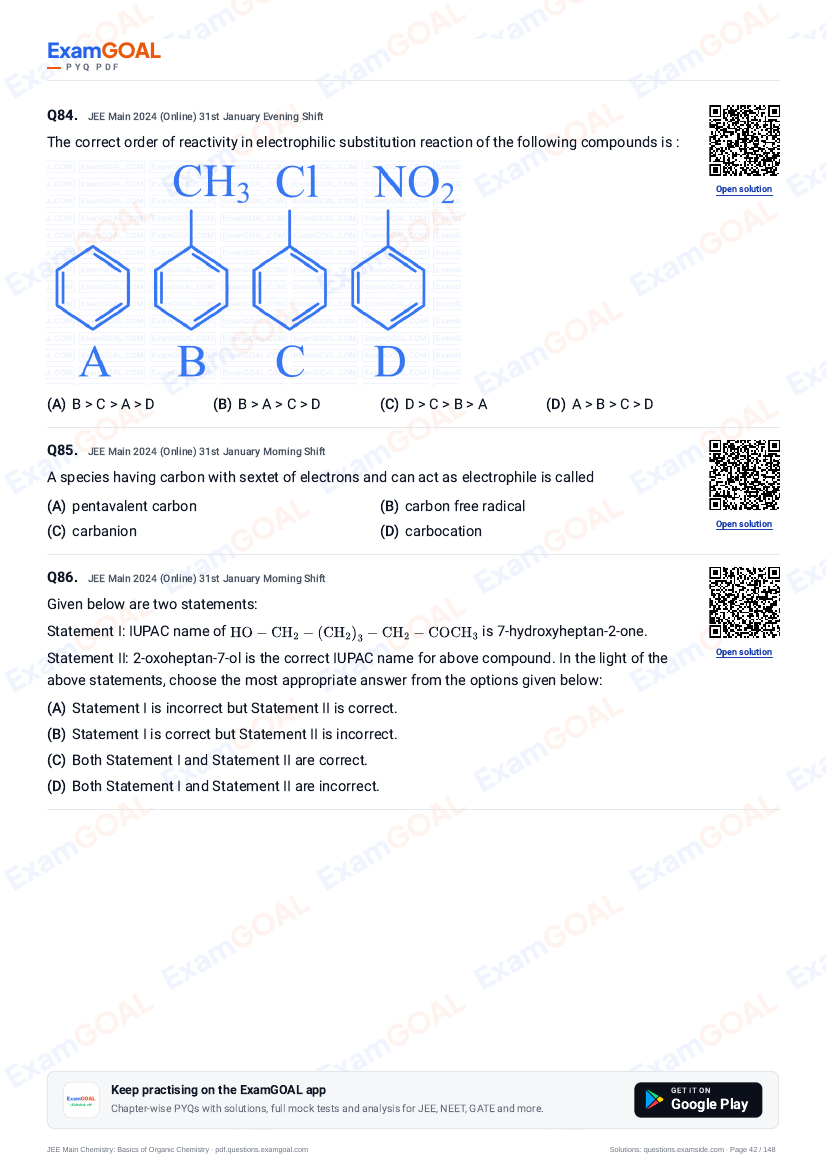 ExamGOAL
PYQ PDF
Q84. JEE Main 2024 (Online) 31st January Evening Shift
The correct order of reactivity in electrophilic substitution reaction of the following compounds is :
Open solution
CH3 Cl NO2
A B C D
(A) B > C > A > D (B) B > A > C > D (C) D > C > B > A (D) A > B > C > D
Q85. JEE Main 2024 (Online) 31st January Morning Shift
A species having carbon with sextet of electrons and can act as electrophile is called
(A) pentavalent carbon (B) carbon free radical
(C) carbanion (D) carbocation
Open solution
Q86. JEE Main 2024 (Online) 31st January Morning Shift
Given below are two statements:
Statement I: IUPAC name of HO − CH₂ − (CH₂)₃ − CH₂ − COCH₃ is 7-hydroxyheptan-2-one.
Open solution
Statement II: 2-oxoheptan-7-ol is the correct IUPAC name for above compound. In the light of the
above statements, choose the most appropriate answer from the options given below:
(A) Statement I is incorrect but Statement II is correct.
(B) Statement I is correct but Statement II is incorrect.
(C) Both Statement I and Statement II are correct.
(D) Both Statement I and Statement II are incorrect.
Keep practising on the ExamGOAL app
Chapter-wise PYQs with solutions, full mock tests and analysis for JEE, NEET, GATE and more.
ExamGOAL
GET IT ON
Google Play
JEE Main Chemistry: Basics of Organic Chemistry · pdf.questions.examgoal.com
Solutions: questions.examside.com · Page 42 / 148